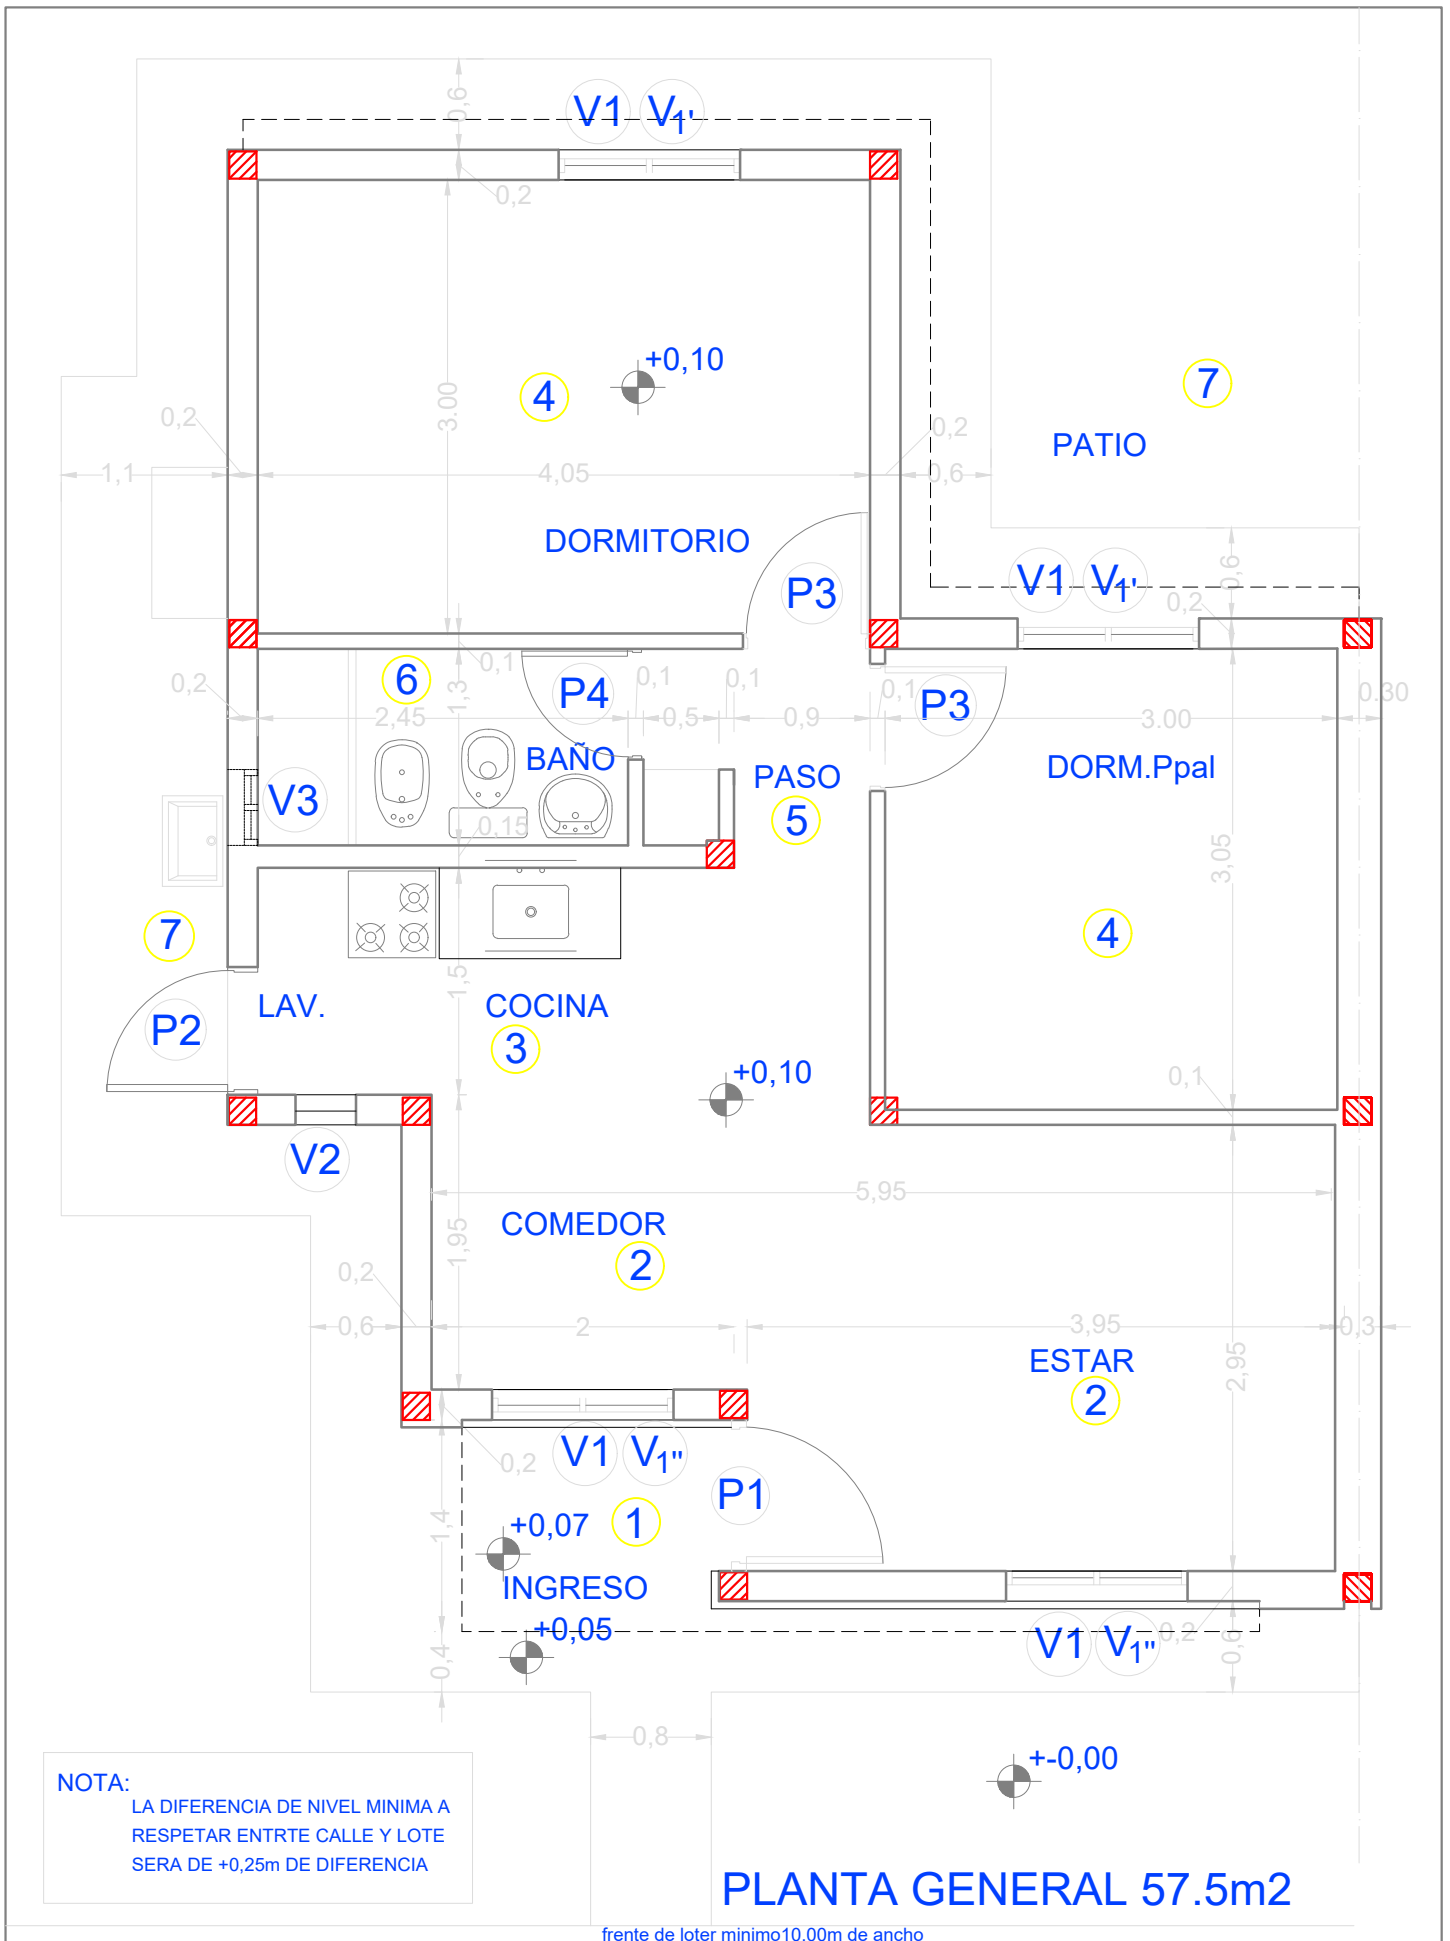 0,6
V1 V1'
0,2
+0,10
4
7
3.00
0,2
0,2
PATIO
1,1
4,05
0,6
DORMITORIO
V1 V1'
0,6
P3
0,2
0,1
0,1
0,1
0,1
0.30
6
P4
P3
0,2
1,3
2,45
0,5
0,9
3.00
BAÑO
PASO
DORM.Ppal
V3
5
0,15
3,05
7
4
1,5
LAV.
COCINA
P2
3
+0,10
0,1
V2
5,95
COMEDOR
1,95
2
0,2
0,6
2
3,95
0,3
ESTAR
2,95
2
V1 V1"
0,2
P1
1,4
+0,07
1
INGRESO
+0,05
V1 V1"
0,2
0,6
0,4
0,8
+-0,00
NOTA:
LA DIFERENCIA DE NIVEL MINIMA A
RESPETAR ENTRTE CALLE Y LOTE
SERA DE +0,25m DE DIFERENCIA
PLANTA GENERAL 57.5m2
frente de loter minimo10.00m de ancho